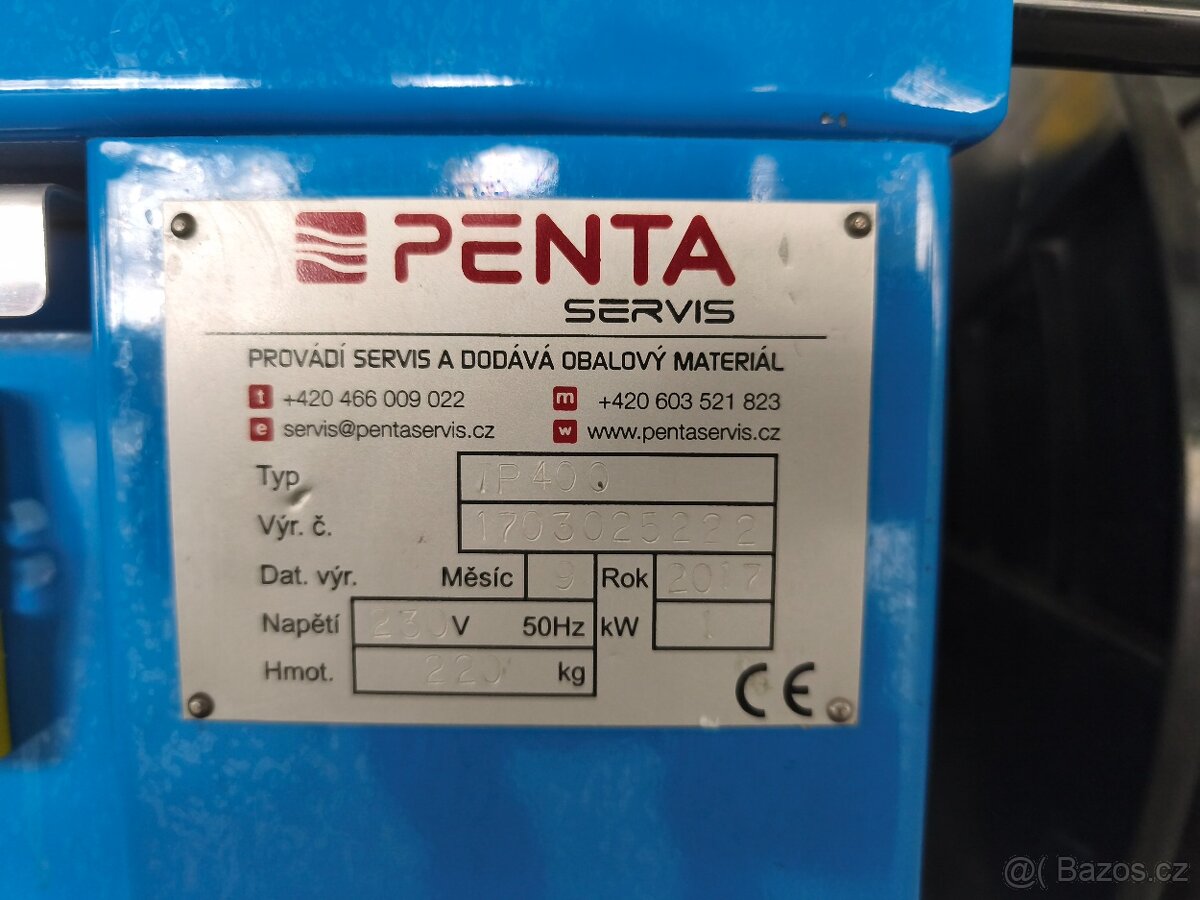 PENTA
SERVIS
PROVÁDÍ SERVIS A DODÁVÁ OBALOVÝ MATERIÁL
t +420 466 009 022 m +420 603 521 823
e servis@pentaservis.cz w www.pentaservis.cz
Typ
Výr. č. 1703025222
Dat. výr. Měsíc 9 Rok 2017
Napětí 230V 50Hz kW 1
Hmot. 220 kg
CE
@( Bazos.cz